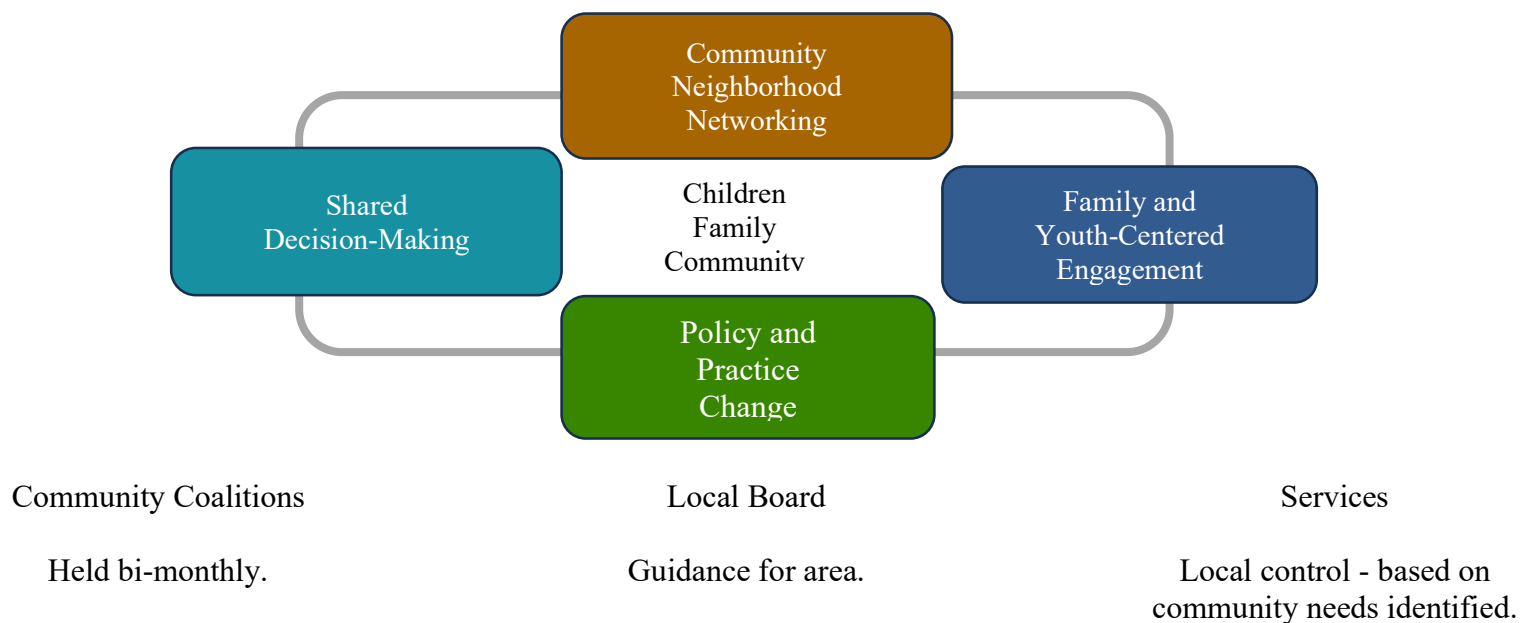 Community
Neighborhood
Networking
Shared
Decision-Making
Children
Family
Community
Family and
Youth-Centered
Engagement
Policy and
Practice
Change
Community Coalitions
Local Board
Services
Held bi-monthly.
Guidance for area.
Local control - based on
community needs identified.